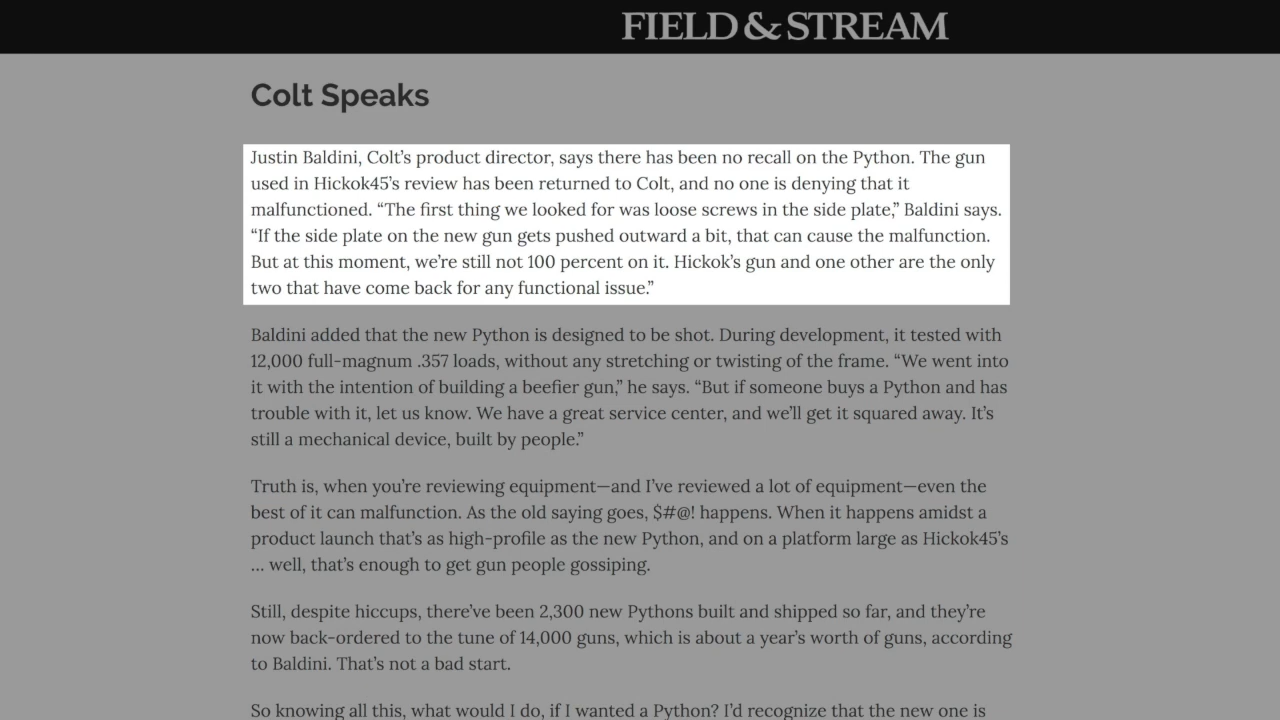 FIELD & STREAM
Colt Speaks
Justin Baldini, Colt’s product director, says there has been no recall on the Python. The gun
used in Hickok45’s review has been returned to Colt, and no one is denying that it
malfunctioned. “The first thing we looked for was loose screws in the side plate,” Baldini says.
“If the side plate on the new gun gets pushed outward a bit, that can cause the malfunction.
But at this moment, we’re still not 100 percent on it. Hickok’s gun and one other are the only
two that have come back for any functional issue.”
Baldini added that the new Python is designed to be shot. During development, it tested with
12,000 full-magnum .357 loads, without any stretching or twisting of the frame. “We went into
it with the intention of building a beefier gun,” he says. “But if someone buys a Python and has
trouble with it, let us know. We have a great service center, and we’ll get it squared away. It’s
still a mechanical device, built by people.”
Truth is, when you’re reviewing equipment—and I’ve reviewed a lot of equipment—even the
best of it can malfunction. As the old saying goes, $#@! happens. When it happens amidst a
product launch that’s as high-profile as the new Python, and on a platform large as Hickok45’s
… well, that’s enough to get gun people gossiping.
Still, despite hiccups, there’ve been 2,300 new Pythons built and shipped so far, and they’re
now back-ordered to the tune of 14,000 guns, which is about a year’s worth of guns, according
to Baldini. That’s not a bad start.
So knowing all this, what would I do, if I wanted a Python? I’d recognize that the new one is